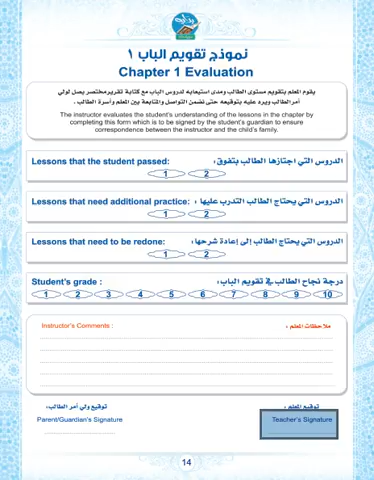 بداية
نموذج تقويم الباب ١
Chapter 1 Evaluation
يقوم المعلم بتقويم مستوى الطالب ومدى استيعابه لدروس الباب مع كتابة تقرير مختصر يصل لولي
أمر الطالب ويرد عليه بتوقيعه حتى نضمن التواصل والمتابعة بين المعلم وأسرة الطالب .
The instructor evaluates the student's understanding of the lessons in the chapter by
completing this form which is to be signed by the student's guardian to ensure
correspondence between the instructor and the child's family.
Lessons that the student passed: الدروس التي اجتازها الطالب بتفوق:
1 2
Lessons that need additional practice: الدروس التي يحتاج الطالب التدرب عليها :
1 2
Lessons that need to be redone: الدروس التي يحتاج الطالب إلى إعادة شرحها:
1 2
Student's grade : درجة نجاح الطالب في تقويم الباب:
1 2 3 4 5 6 7 8 9 10
Instructor's Comments : ملاحظات المعلم :
توقيع ولي أمر الطالب: توقيع المعلم :
Parent/Guardian's Signature Teacher's Signature
14